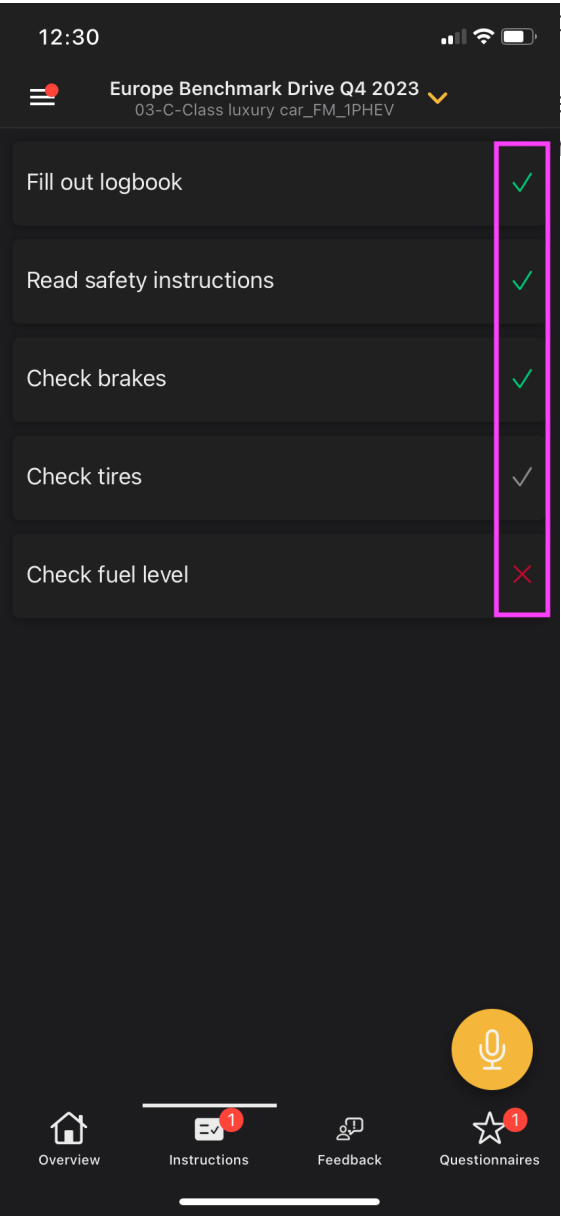 12:30
Europe Benchmark Drive Q4 2023
03-C-Class luxury car_FM_1PHEV
Fill out logbook
Read safety instructions
Check brakes
Check tires
Check fuel level
1
1
Overview
Instructions
Feedback
Questionnaires